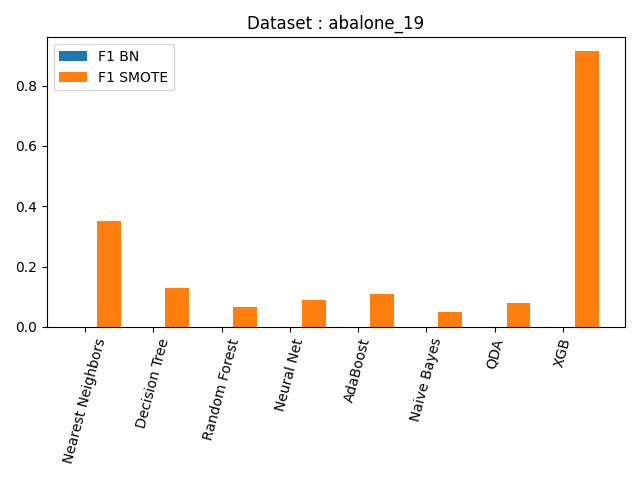 Dataset : abalone_19
F1 BN
F1 SMOTE
0.8
0.6
0.4
0.2
0.0
Nearest Neighbors
Decision Tree
Random Forest
Neural Net
AdaBoost
Naive Bayes
QDA
XGB